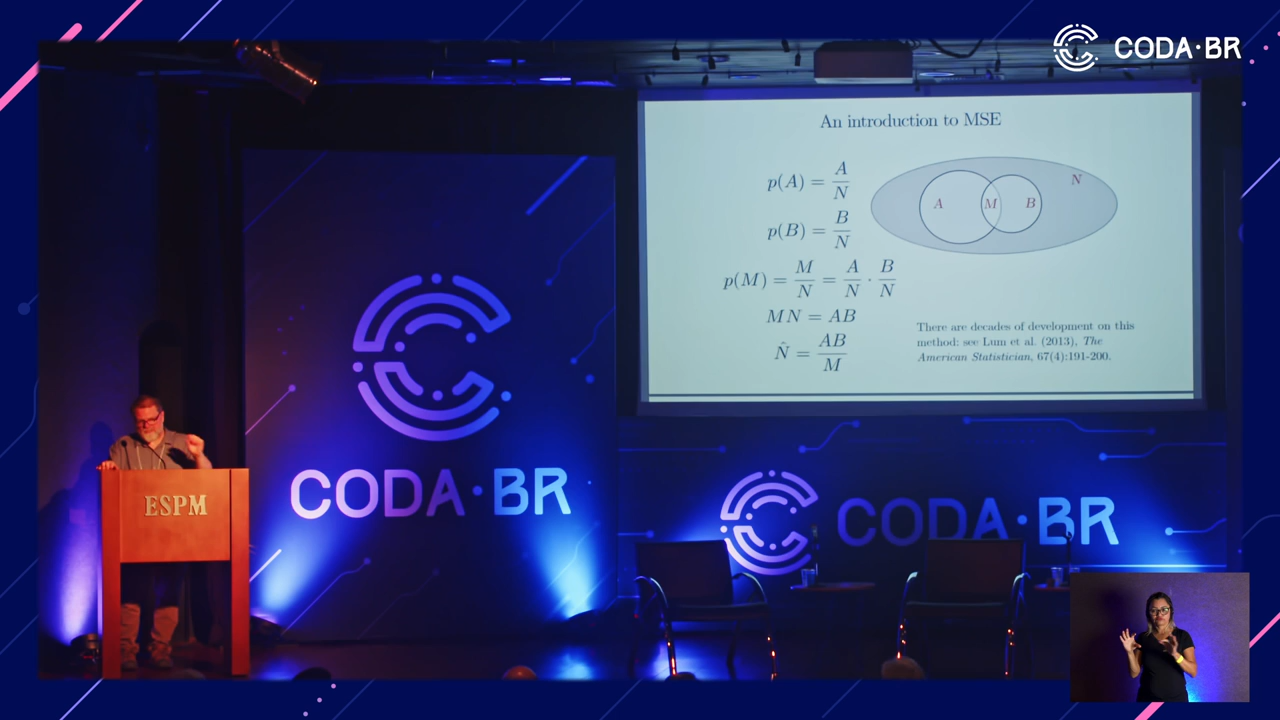 CODA·BR
An introduction to MSE
p(A) = A/N
p(B) = B/N
p(M) = M/N = A/N · B/N
MN = AB
N̂ = AB/M
A M B N
There are decades of development on this
method: see Lum et al. (2013), The
American Statistician, 67(4):191-200.
ESPM
CODA·BR
CODA·BR